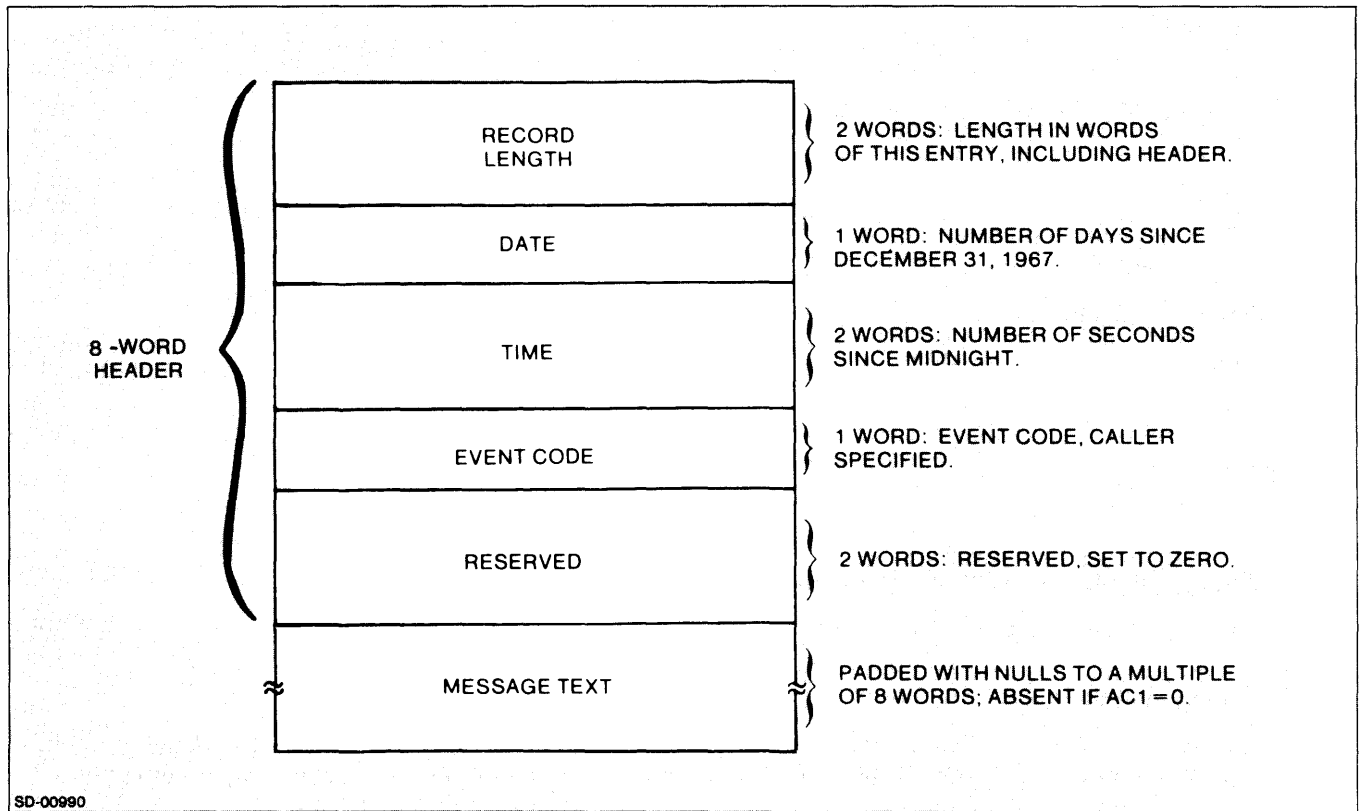 RECORD
LENGTH
2 WORDS: LENGTH IN WORDS
OF THIS ENTRY, INCLUDING HEADER.
DATE
1 WORD: NUMBER OF DAYS SINCE
DECEMBER 31, 1967.
8 -WORD
HEADER
TIME
2 WORDS: NUMBER OF SECONDS
SINCE MIDNIGHT.
EVENT CODE
1 WORD: EVENT CODE, CALLER
SPECIFIED.
RESERVED
2 WORDS: RESERVED, SET TO ZERO.
MESSAGE TEXT
PADDED WITH NULLS TO A MULTIPLE
OF 8 WORDS; ABSENT IF AC1 = 0.
SD-00990